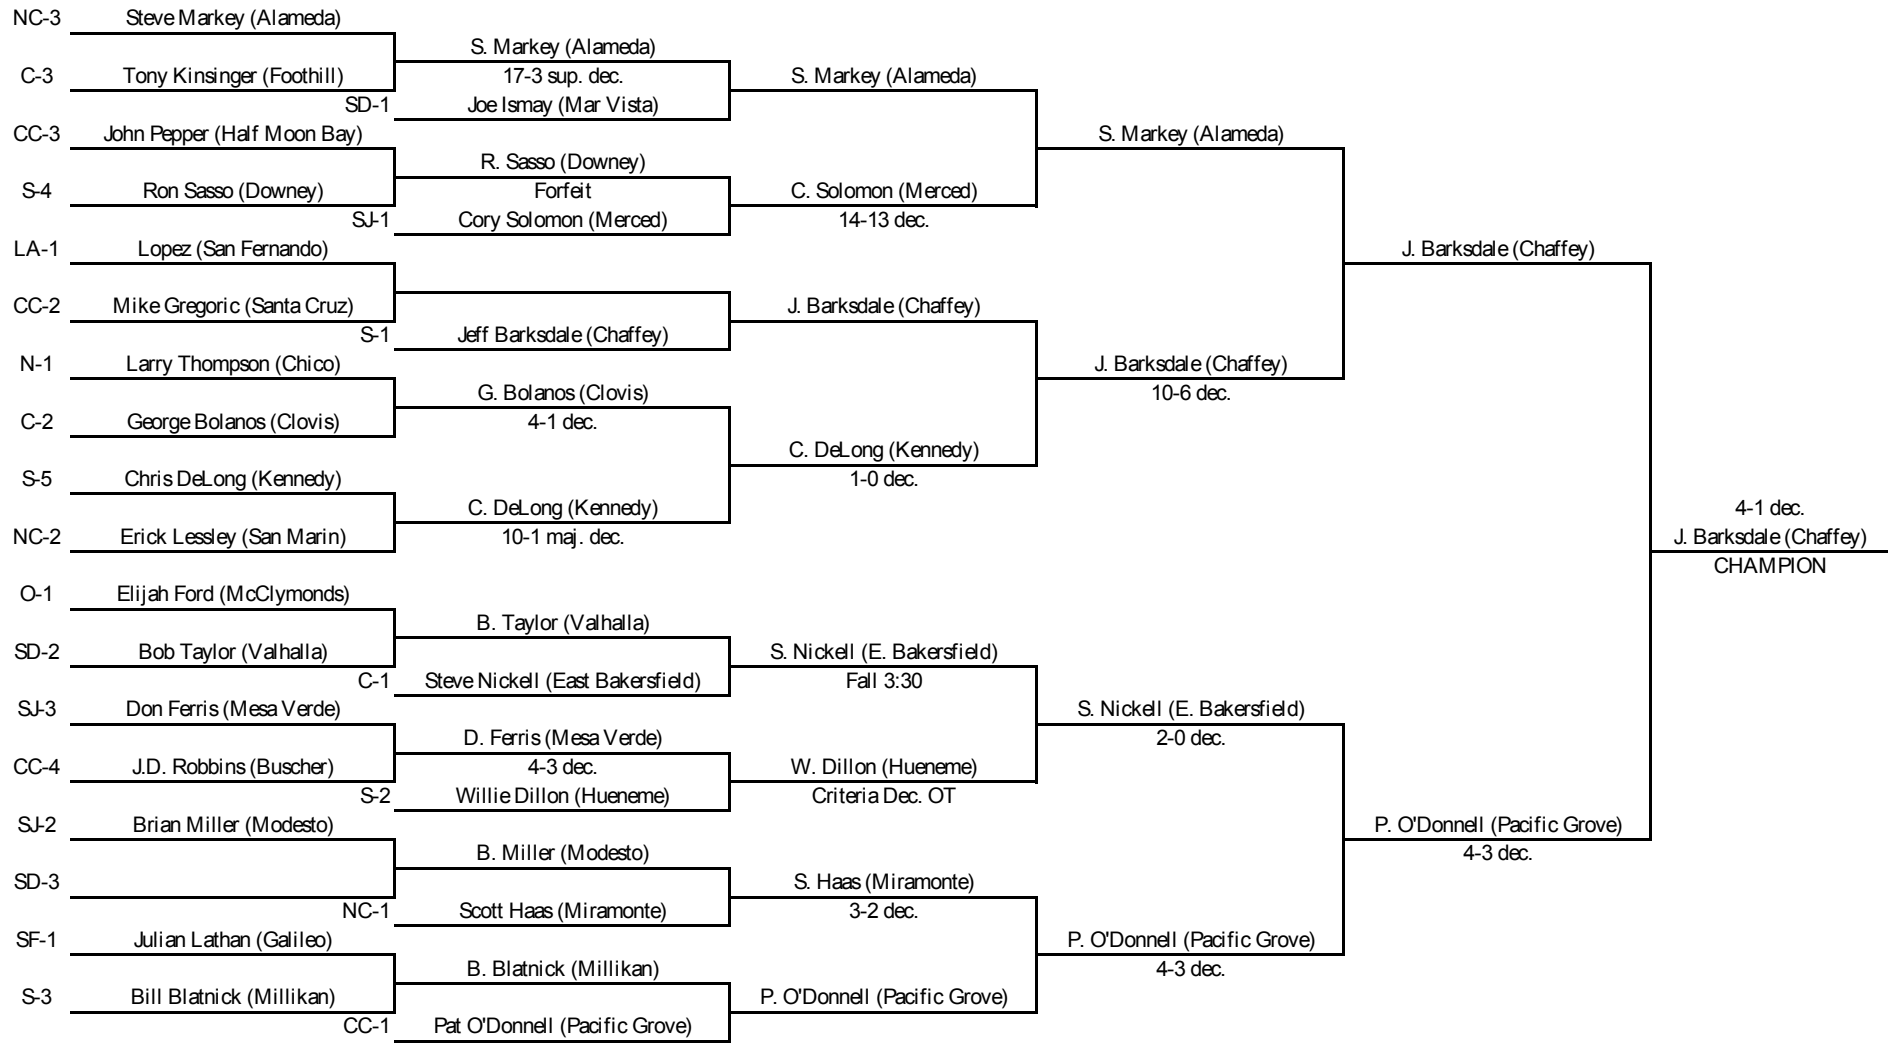 NC-3 Steve Markey (Alameda)
S. Markey (Alameda)
C-3 Tony Kinsinger (Foothill) 17-3 sup. dec. S. Markey (Alameda)
SD-1 Joe Ismay (Mar Vista)
CC-3 John Pepper (Half Moon Bay) S. Markey (Alameda)
R. Sasso (Downey)
S-4 Ron Sasso (Downey) Forfeit C. Solomon (Merced)
SJ-1 Cory Solomon (Merced) 14-13 dec.
LA-1 Lopez (San Fernando) J. Barksdale (Chaffey)
CC-2 Mike Gregoric (Santa Cruz) J. Barksdale (Chaffey)
S-1 Jeff Barksdale (Chaffey)
N-1 Larry Thompson (Chico) J. Barksdale (Chaffey)
G. Bolanos (Clovis) 10-6 dec.
C-2 George Bolanos (Clovis) 4-1 dec.
C. DeLong (Kennedy)
S-5 Chris DeLong (Kennedy) 1-0 dec.
C. DeLong (Kennedy) 4-1 dec.
NC-2 Erick Lessley (San Marin) 10-1 maj. dec. J. Barksdale (Chaffey)
CHAMPION
O-1 Elijah Ford (McClymonds)
B. Taylor (Valhalla)
SD-2 Bob Taylor (Valhalla) S. Nickell (E. Bakersfield)
C-1 Steve Nickell (East Bakersfield) Fall 3:30
SJ-3 Don Ferris (Mesa Verde) S. Nickell (E. Bakersfield)
D. Ferris (Mesa Verde) 2-0 dec.
CC-4 J.D. Robbins (Buscher) 4-3 dec. W. Dillon (Hueneme)
S-2 Willie Dillon (Hueneme) Criteria Dec. OT
SJ-2 Brian Miller (Modesto) P. O'Donnell (Pacific Grove)
B. Miller (Modesto) 4-3 dec.
SD-3 S. Haas (Miramonte)
NC-1 Scott Haas (Miramonte) 3-2 dec.
SF-1 Julian Lathan (Galileo) P. O'Donnell (Pacific Grove)
B. Blatnick (Millikan) 4-3 dec.
S-3 Bill Blatnick (Millikan) P. O'Donnell (Pacific Grove)
CC-1 Pat O'Donnell (Pacific Grove)